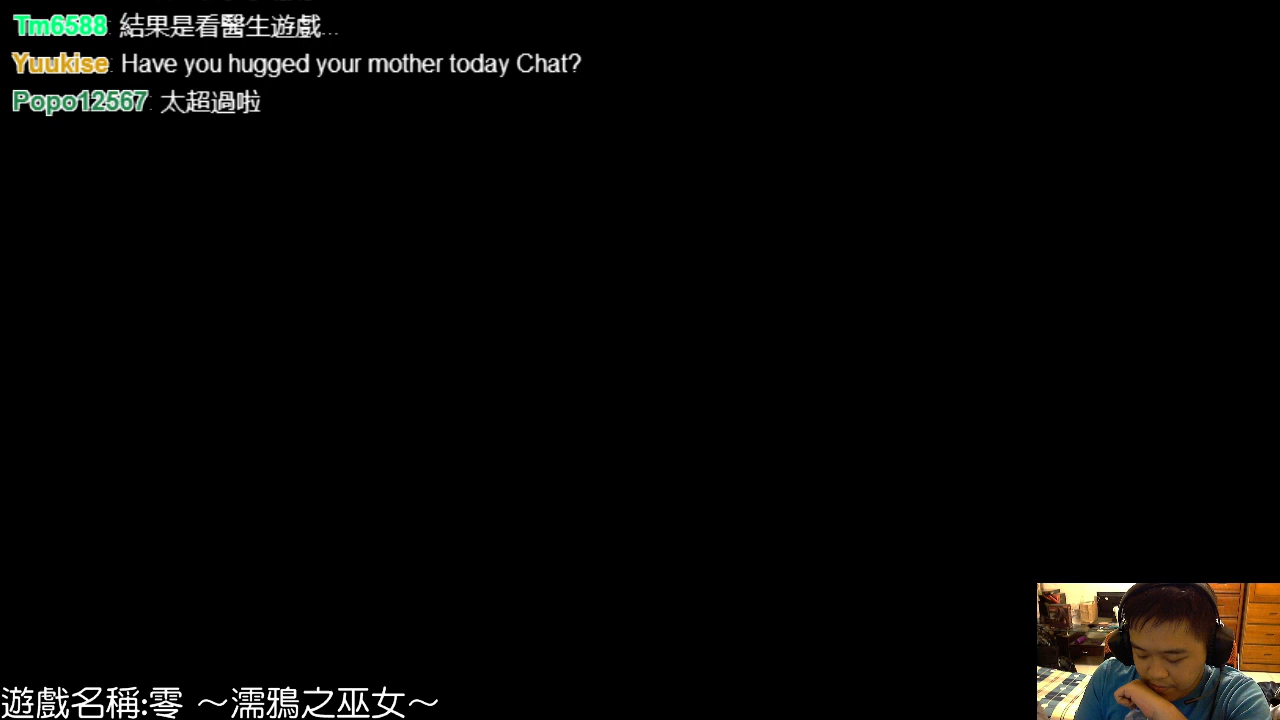 Tm6588: 結果是看醫生遊戲...
Yuukise: Have you hugged your mother today Chat?
Popo12567: 太超過啦
遊戲名稱:零 ～濡鴉之巫女～